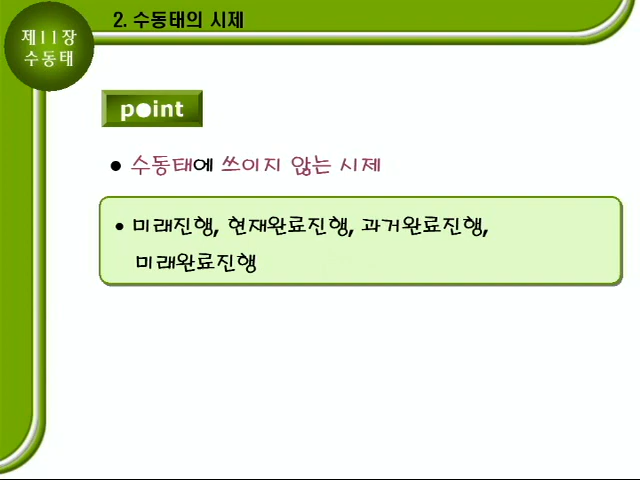 2. 수동태의 시제
제11장
수동태
point
● 수동태에 쓰이지 않는 시제
● 미래진행, 현재완료진행, 과거완료진행,
미래완료진행